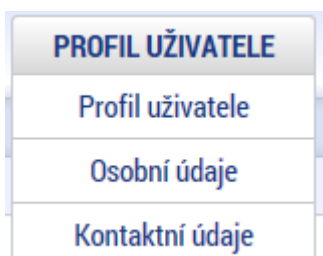 PROFIL UŽIVATELE
Profil uživatele
Osobní údaje
Kontaktní údaje